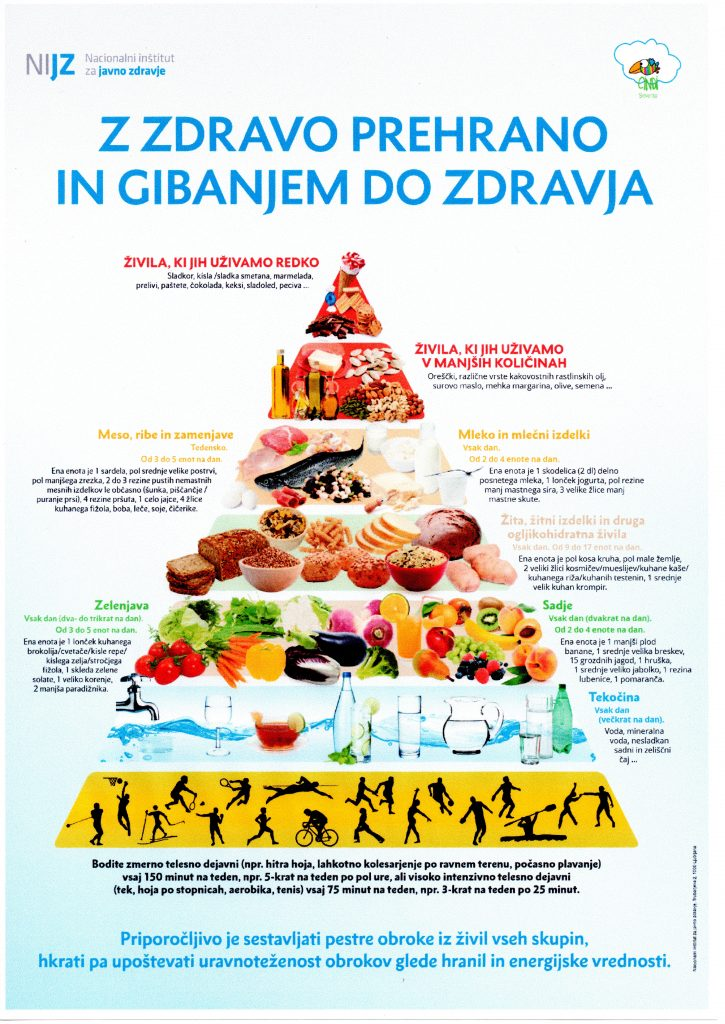 NIJZ
Nacionalni inštitut
za javno zdravje
CINDI
Slovenija
Z ZDRAVO PREHRANO
IN GIBANJEM DO ZDRAVJA
ŽIVILA, KI JIH UŽIVAMO REDKO
Sladkor, kisla/sladka smetana, marmelada,
prelivi, paštete, čokolada, keksi, sladoled, peciva ...
ŽIVILA, KI JIH UŽIVAMO
V MANJŠIH KOLIČINAH
Oreščki, različne vrste kakovostnih rastlinskih olj,
surovo maslo, mehka margarina, olive, semena ...
Meso, ribe in zamenjave
Tedensko.
Od 3 do 5 enot na dan.
Ena enota je 1 sardela, pol srednje velike postrvi,
pol manjšega zrezka, 2 do 3 rezine pustih nemastnih
mesnih izdelkov le občasno (šunka, piščančje /
puranje prsi), 4 rezine pršuta, 1 celo jajce, 4 žlice
kuhanega fižola, boba, leče, soje, čičerike.
Mleko in mlečni izdelki
Vsak dan.
Od 2 do 4 enote na dan.
Ena enota je 1 skodelica (2 dl) delno
posnetega mleka, 1 lonček jogurta, pol rezine
manj mastnega sira, 3 velike žlice manj
mastne skute.
Žita, žitni izdelki in druga
ogljikohidratna živila
Vsak dan. Od 9 do 17 enot na dan.
Ena enota je pol kosa kruha, pol male žemlje,
2 veliki žlici kosmičev/mueslijev/kuhane kaše/
kuhanega riža/kuhanih testenin, 1 srednje
velik kuhan krompir.
Zelenjava
Vsak dan (dva- do trikrat na dan).
Od 3 do 5 enot na dan.
Ena enota je 1 lonček kuhanega
brokolija/cvetače/kisle repe/
kislega zelja/stročjega
fižola, 1 skleda zelene
solate, 1 veliko korenje,
2 manjša paradižnika.
Sadje
Vsak dan (dvakrat na dan).
Od 2 do 4 enote na dan.
Ena enota je 1 manjši plod
banane, 1 srednje velika breskev,
15 grozdnih jagod, 1 hruška,
1 srednje veliko jabolko, 1 rezina
lubenice, 1 pomaranča.
Tekočina
Vsak dan
(večkrat na dan).
Voda, mineralna
voda, nesladkan
sadni in zeliščni
čaj ...
Bodite zmerno telesno dejavni (npr. hitra hoja, lahkotno kolesarjenje po ravnem terenu, počasno plavanje)
vsaj 150 minut na teden, npr. 5-krat na teden po pol ure, ali visoko intenzivno telesno dejavni
(tek, hoja po stopnicah, aerobika, tenis) vsaj 75 minut na teden, npr. 3-krat na teden po 25 minut.
Priporočljivo je sestavljati pestre obroke iz živil vseh skupin,
hkrati pa upoštevati uravnoteženost obrokov glede hranil in energijske vrednosti.
Nacionalni inštitut za javno zdravje, Trubarjeva 2, 1000 Ljubljana